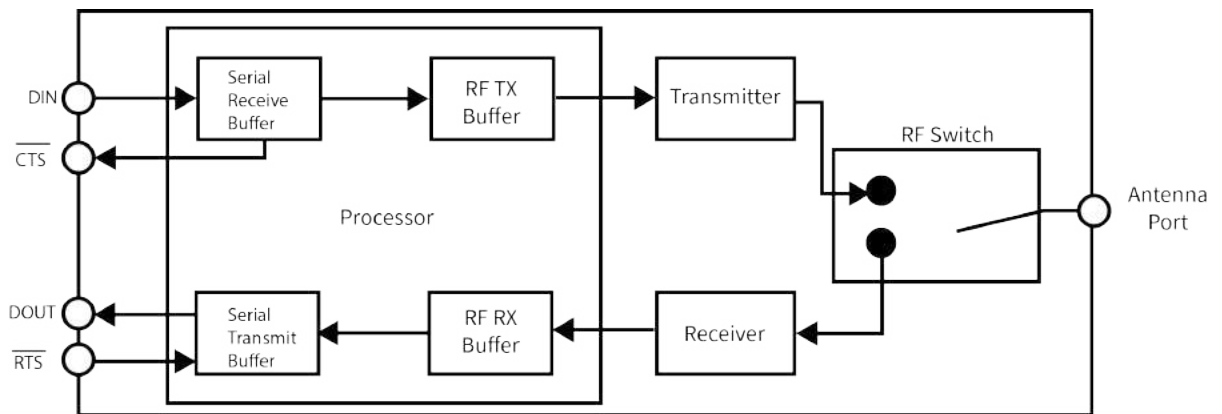 DIN
CTS
Serial
Receive
Buffer
RF TX
Buffer
Transmitter
RF Switch
Antenna
Port
Processor
DOUT
RTS
Serial
Transmit
Buffer
RF RX
Buffer
Receiver